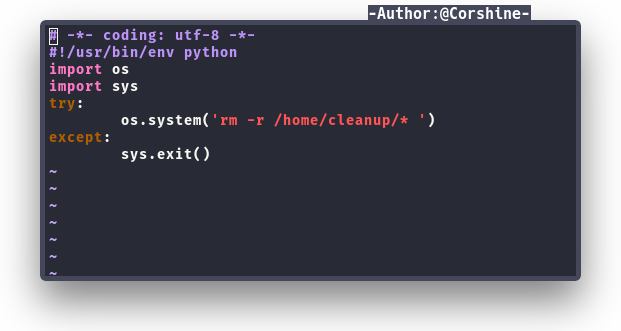 -Author:@Corshine-
# -*- coding: utf-8 -*-
#!/usr/bin/env python
import os
import sys
try:
        os.system('rm -r /home/cleanup/* ')
except:
        sys.exit()
~
~
~
~
~
~
~